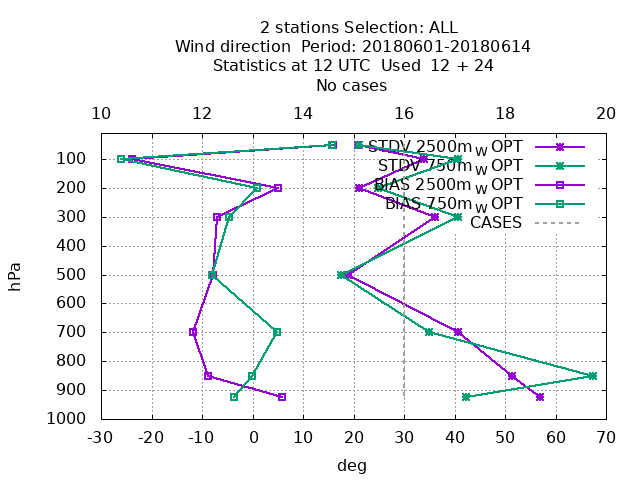 2 stations Selection: ALL
Wind direction  Period: 20180601-20180614
Statistics at 12 UTC  Used  12 + 24
No cases
10 12 14 16 18 20
STDV 2500m W OPT
STDV 750m W OPT
BIAS 2500m W OPT
BIAS 750m W OPT
CASES
100
200
300
400
500
600
700
800
900
1000
hPa
-30 -20 -10 0 10 20 30 40 50 60 70
deg